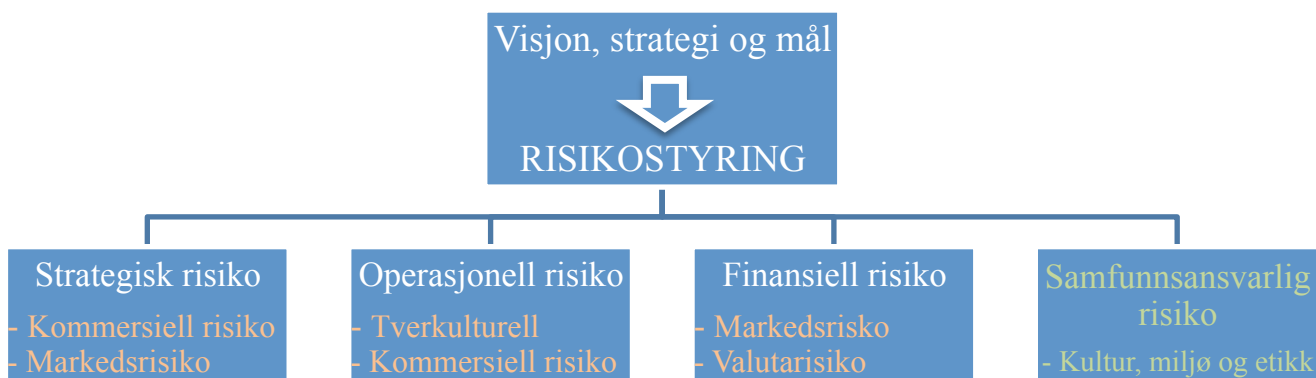 Visjon, strategi og mål
RISIKOSTYRING
Strategisk risiko
- Kommersiell risiko
- Markedsrisiko
Operasjonell risiko
- Tverkulturell
- Kommersiell risiko
Finansiell risiko
- Markedsrisko
- Valutarisiko
Samfunnsansvarlig
risiko
- Kultur, miljø og etikk